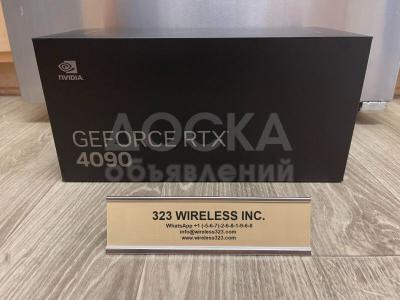 NVIDIA
GEFORCE RTX
4090
ДОСКА
объявлений
323 WIRELESS INC.
WhatsApp +1 (-5-6-7)-2-6-8-1-9-6-8
info@wireless323.com
www.wireless323.com